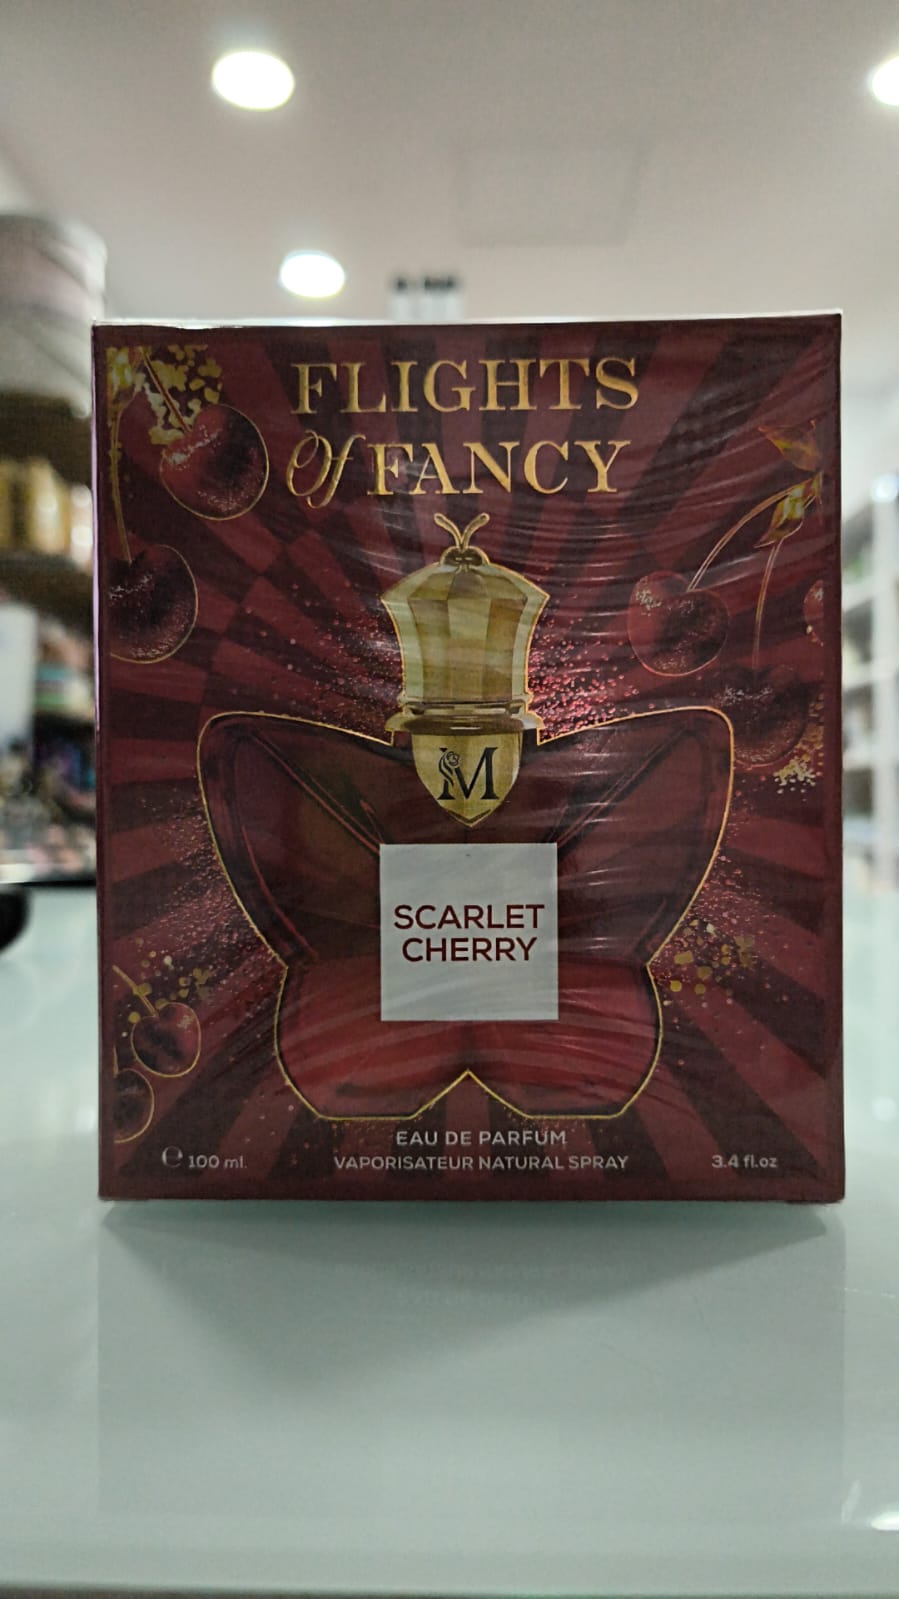 FLIGHTS
Of FANCY
M
SCARLET
CHERRY
EAU DE PARFUM
e 100 ml.
VAPORISATEUR NATURAL SPRAY
3.4 fl.oz